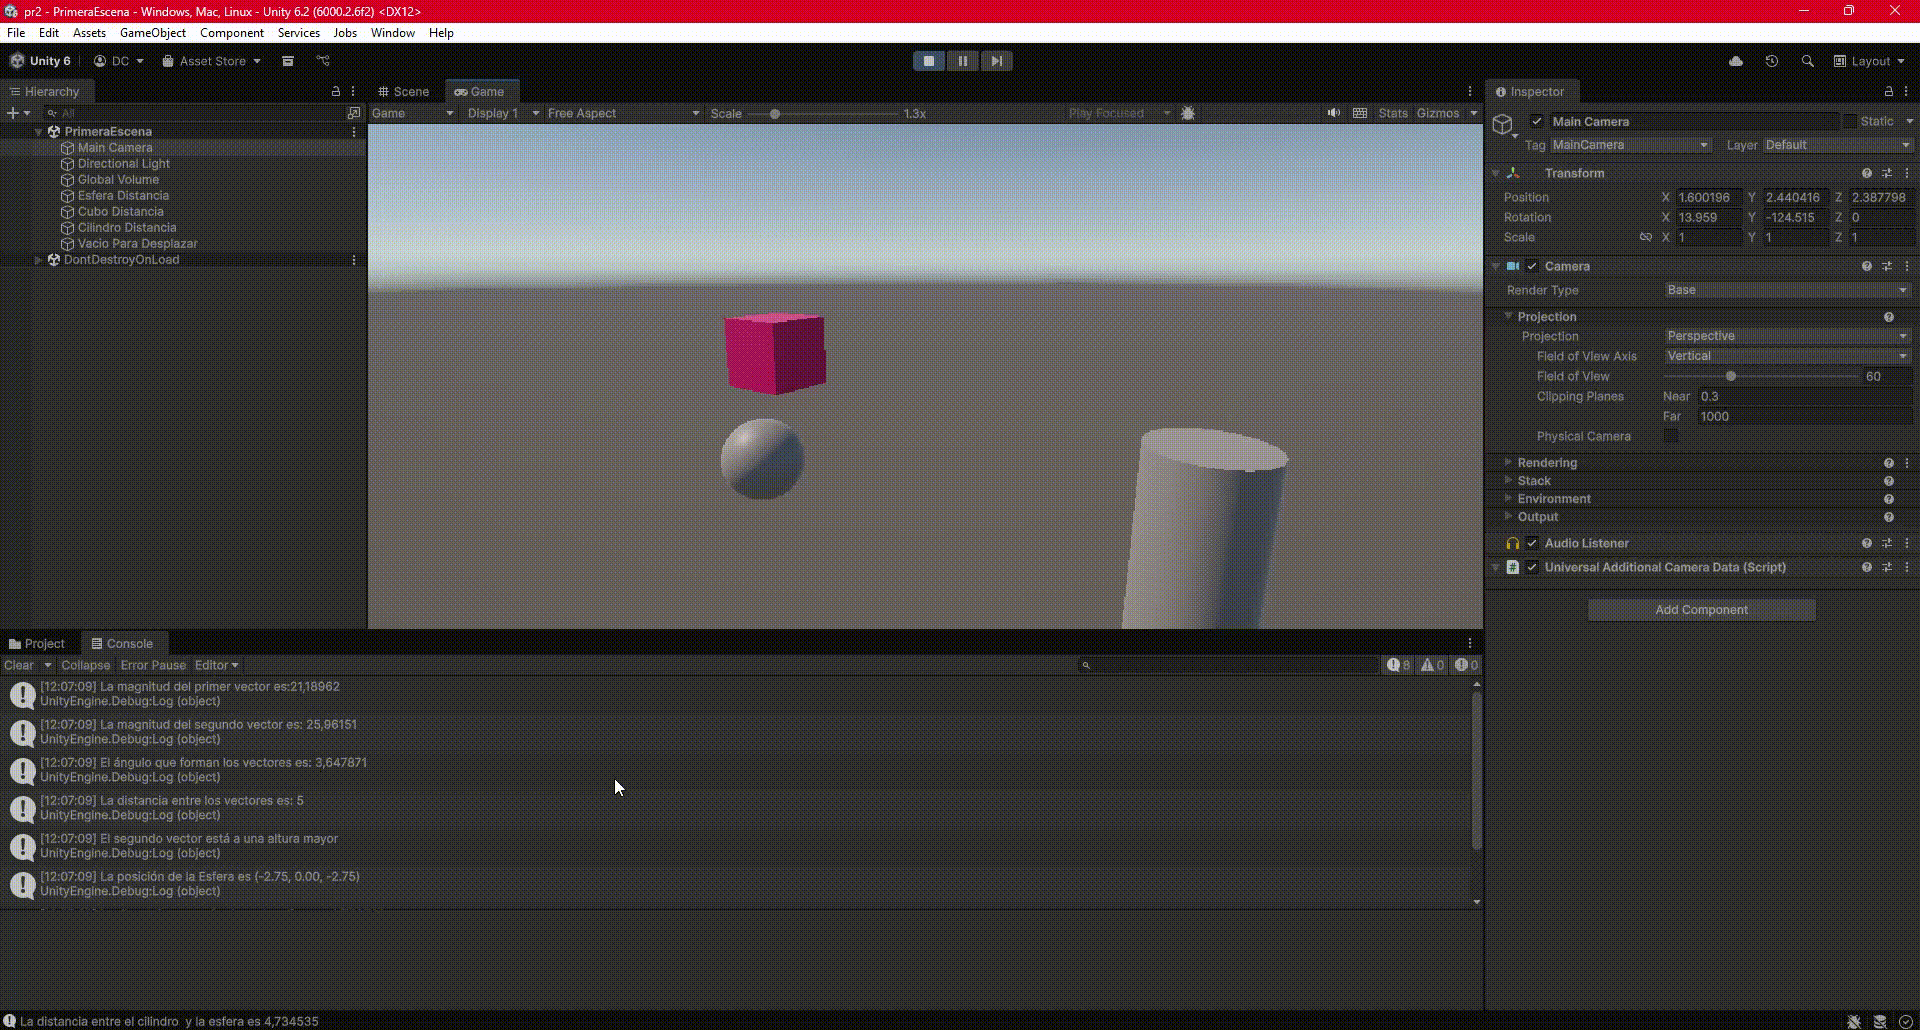 pr2 - PrimeraEscena - Windows, Mac, Linux - Unity 6.2 (6000.2.6f2) <DX12>
File Edit Assets GameObject Component Services Jobs Window Help
Unity 6 DC Asset Store Layout
Hierarchy
All
PrimeraEscena
Main Camera
Directional Light
Global Volume
Esfera Distancia
Cubo Distancia
Cilindro Distancia
Vacio Para Desplazar
DontDestroyOnLoad
Scene Game
Game Display 1 Free Aspect Scale 1.3x Play Focused Stats Gizmos
Inspector
Main Camera Static
Tag MainCamera Layer Default
Transform
Position X 1.600196 Y 2.440416 Z 2.387798
Rotation X 13.959 Y -124.515 Z 0
Scale X 1 Y 1 Z 1
Camera
Render Type Base
Projection
Projection Perspective
Field of View Axis Vertical
Field of View 60
Clipping Planes Near 0.3
Far 1000
Physical Camera
Rendering
Stack
Environment
Output
Audio Listener
# Universal Additional Camera Data (Script)
Add Component
Project Console
Clear Collapse Error Pause Editor 8 0 0
[12:07:09] La magnitud del primer vector es:21,18962
UnityEngine.Debug:Log (object)
[12:07:09] La magnitud del segundo vector es: 25,96151
UnityEngine.Debug:Log (object)
[12:07:09] El ángulo que forman los vectores es: 3,647871
UnityEngine.Debug:Log (object)
[12:07:09] La distancia entre los vectores es: 5
UnityEngine.Debug:Log (object)
[12:07:09] El segundo vector está a una altura mayor
UnityEngine.Debug:Log (object)
[12:07:09] La posición de la Esfera es (-2.75, 0.00, -2.75)
UnityEngine.Debug:Log (object)
La distancia entre el cilindro  y la esfera es 4,734535